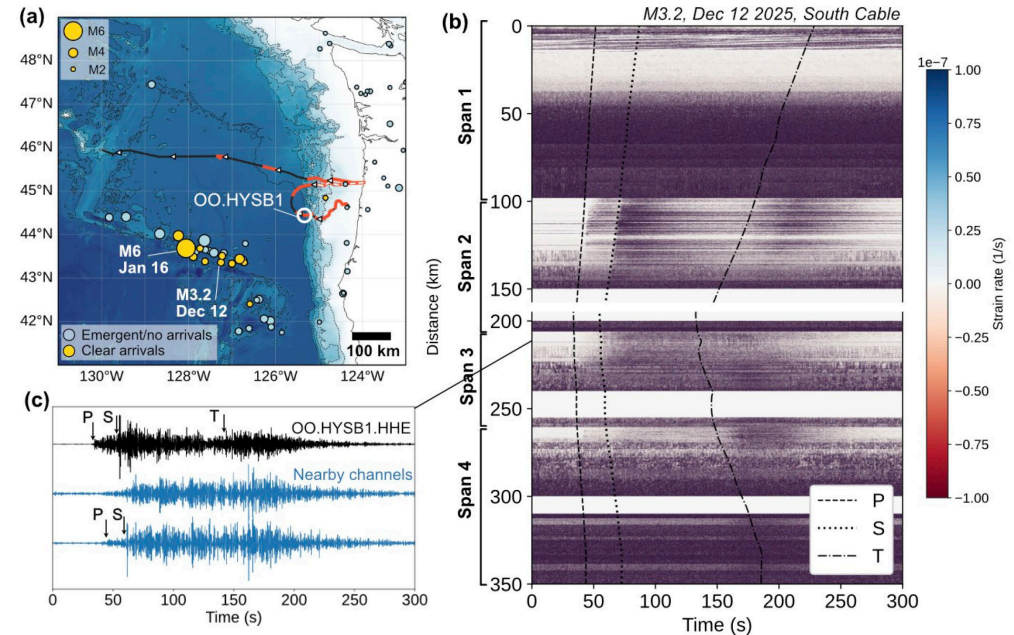 (a)
M6
M4
M2
48°N
47°N
46°N
45°N
44°N
43°N
42°N
OO.HYSB1
M6
Jan 16
M3.2
Dec 12
Emergent/no arrivals
Clear arrivals
100 km
130°W
128°W
126°W
124°W
(b)
M3.2, Dec 12 2025, South Cable
Span 1
Span 2
Span 3
Span 4
Distance (km)
0
50
100
150
200
250
300
350
P
S
T
0
50
100
150
200
250
300
Time (s)
1e-7
1.00
0.75
0.50
0.25
0.00
−0.25
−0.50
−0.75
−1.00
Strain rate (1/s)
(c)
P
S
T
OO.HYSB1.HHE
Nearby channels
P
S
0
50
100
150
200
250
300
Time (s)